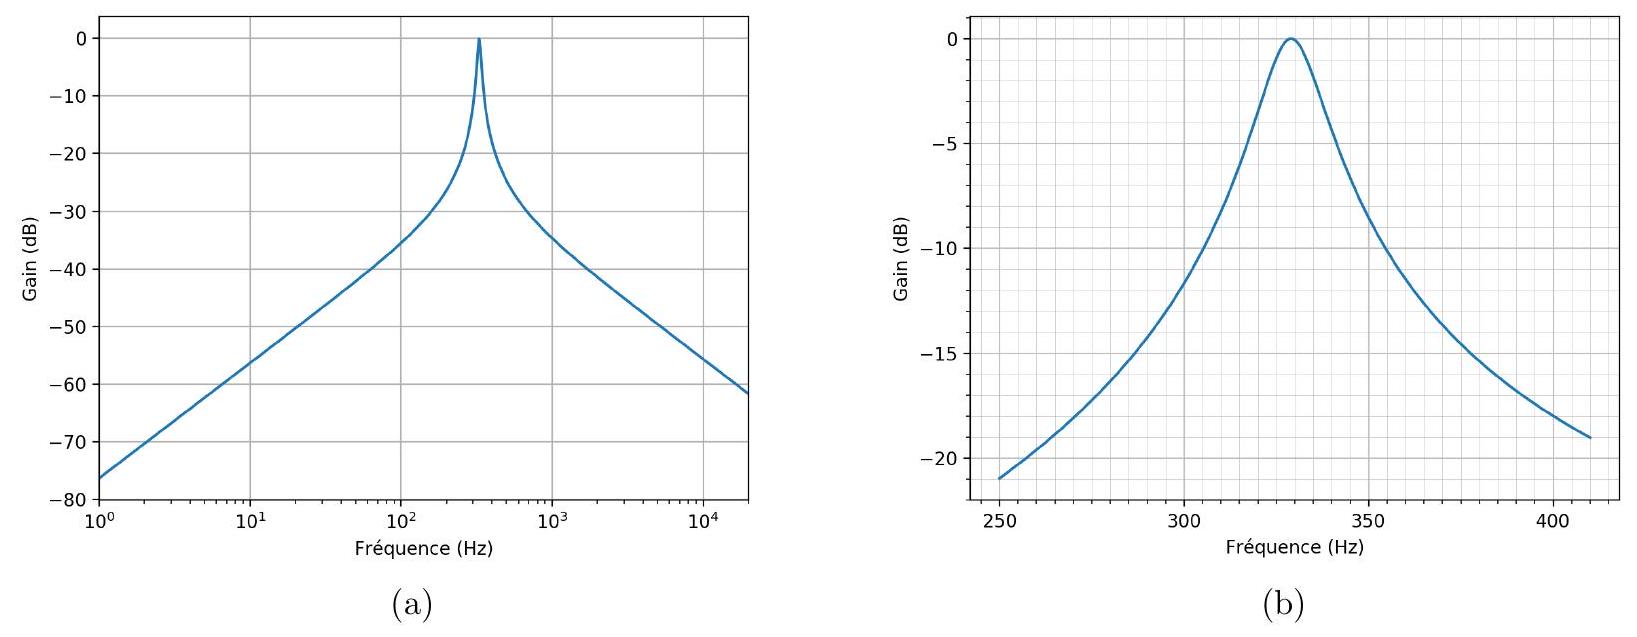 0
−10
−20
−30
−40
−50
−60
−70
−80
Gain (dB)
10⁰ 10¹ 10² 10³ 10⁴
Fréquence (Hz)
(a)
0
−5
−10
−15
−20
Gain (dB)
250 300 350 400
Fréquence (Hz)
(b)